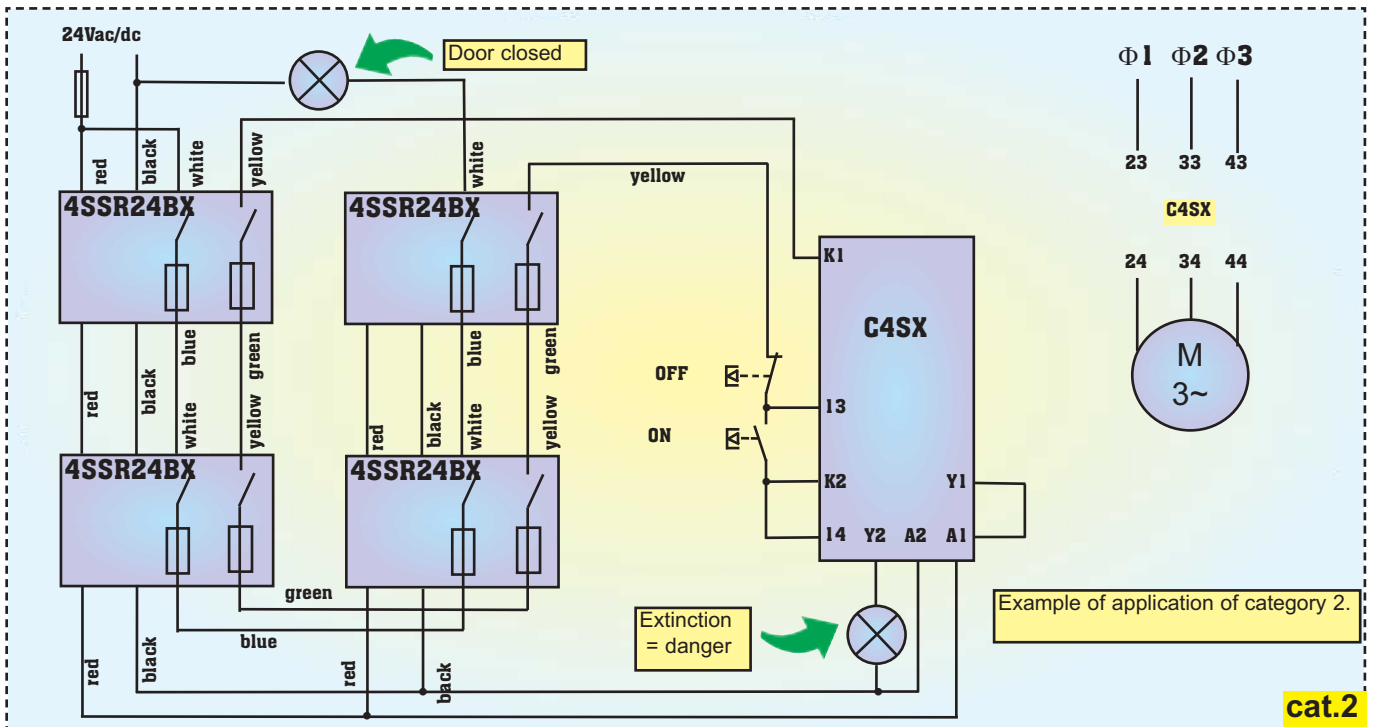 24Vac/dc
Door closed
Φ1 Φ2 Φ3
red
black
white
yellow
white
yellow
23 33 43
4SSR24BX
4SSR24BX
C4SX
K1
24 34 44
C4SX
blue
green
blue
green
M
3~
OFF
13
ON
red
black
white
yellow
red
black
white
yellow
4SSR24BX
4SSR24BX
K2
Y1
14 Y2 A2 A1
green
blue
Extinction
= danger
Example of application of category 2.
red
black
red
back
cat.2